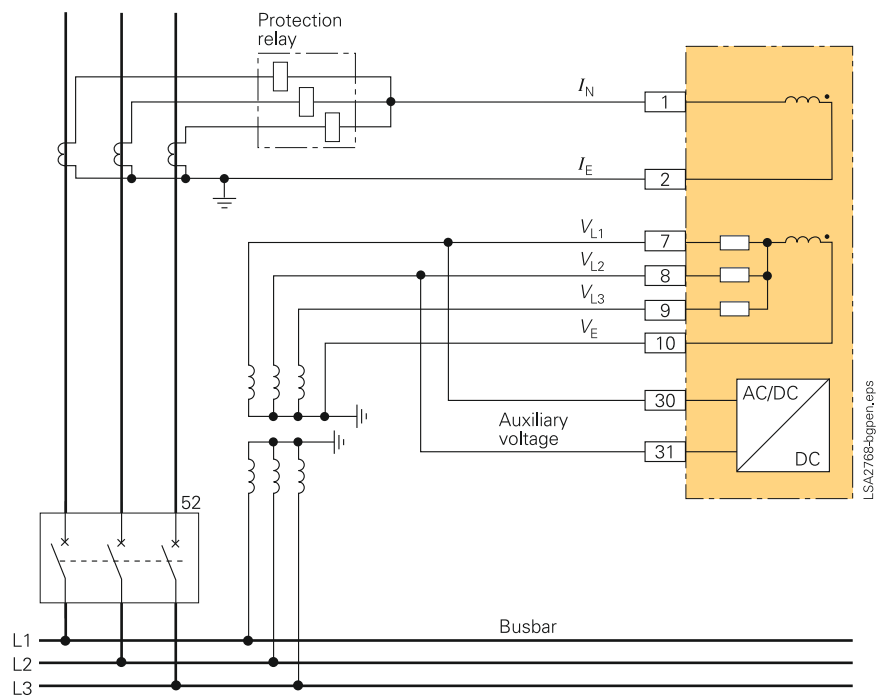 Protection
relay
I_N
1
I_E
2
V_L1
7
V_L2
8
V_L3
9
V_E
10
30
AC/DC
Auxiliary
voltage
31
DC
LSA2768-bgpen.eps
52
Busbar
L1
L2
L3